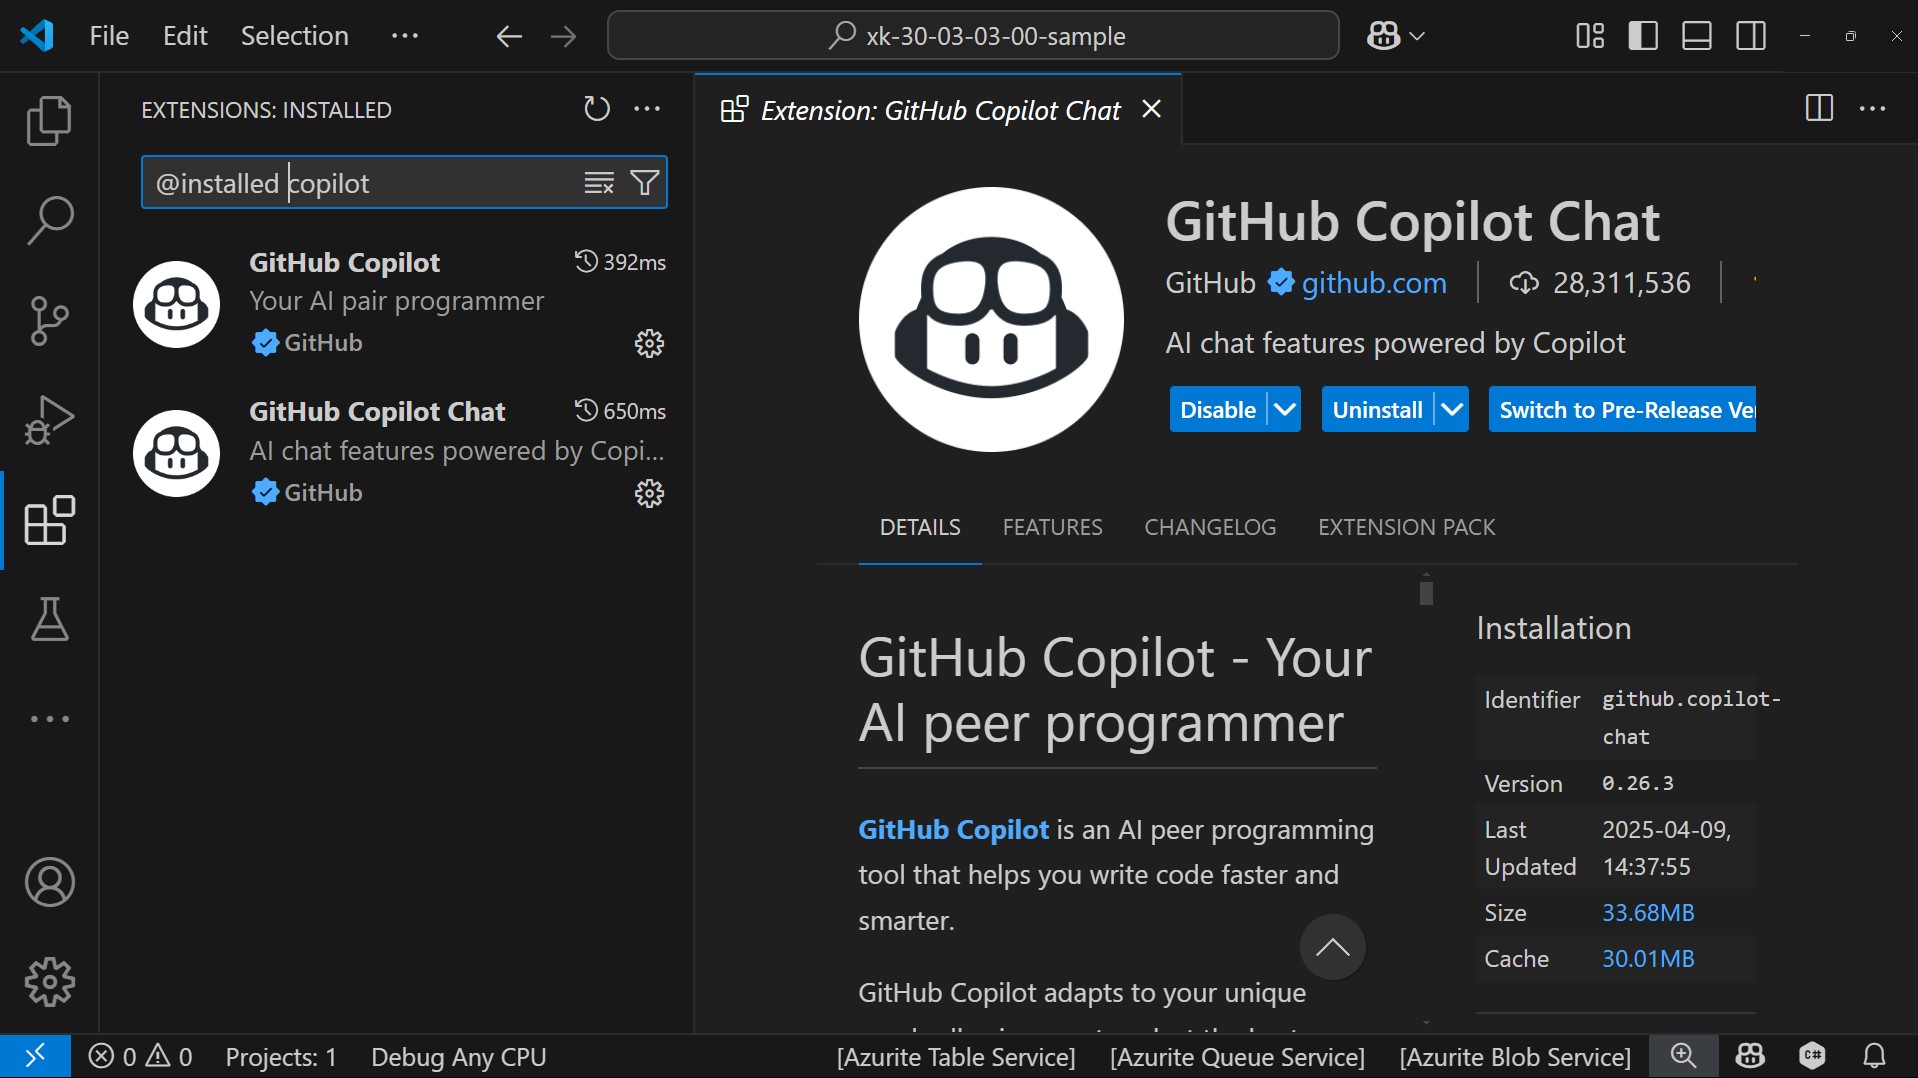 File Edit Selection ···
xk-30-03-03-00-sample
EXTENSIONS: INSTALLED
@installed copilot
GitHub Copilot
392ms
Your AI pair programmer
GitHub
GitHub Copilot Chat
650ms
AI chat features powered by Copi...
GitHub
Extension: GitHub Copilot Chat
GitHub Copilot Chat
GitHub github.com
28,311,536
AI chat features powered by Copilot
Disable
Uninstall
Switch to Pre-Release Ve
DETAILS FEATURES CHANGELOG EXTENSION PACK
GitHub Copilot - Your
AI peer programmer
GitHub Copilot is an AI peer programming
tool that helps you write code faster and
smarter.
GitHub Copilot adapts to your unique
Installation
Identifier github.copilot-
chat
Version 0.26.3
Last 2025-04-09,
Updated 14:37:55
Size 33.68MB
Cache 30.01MB
0 0 Projects: 1 Debug Any CPU [Azurite Table Service] [Azurite Queue Service] [Azurite Blob Service] C#